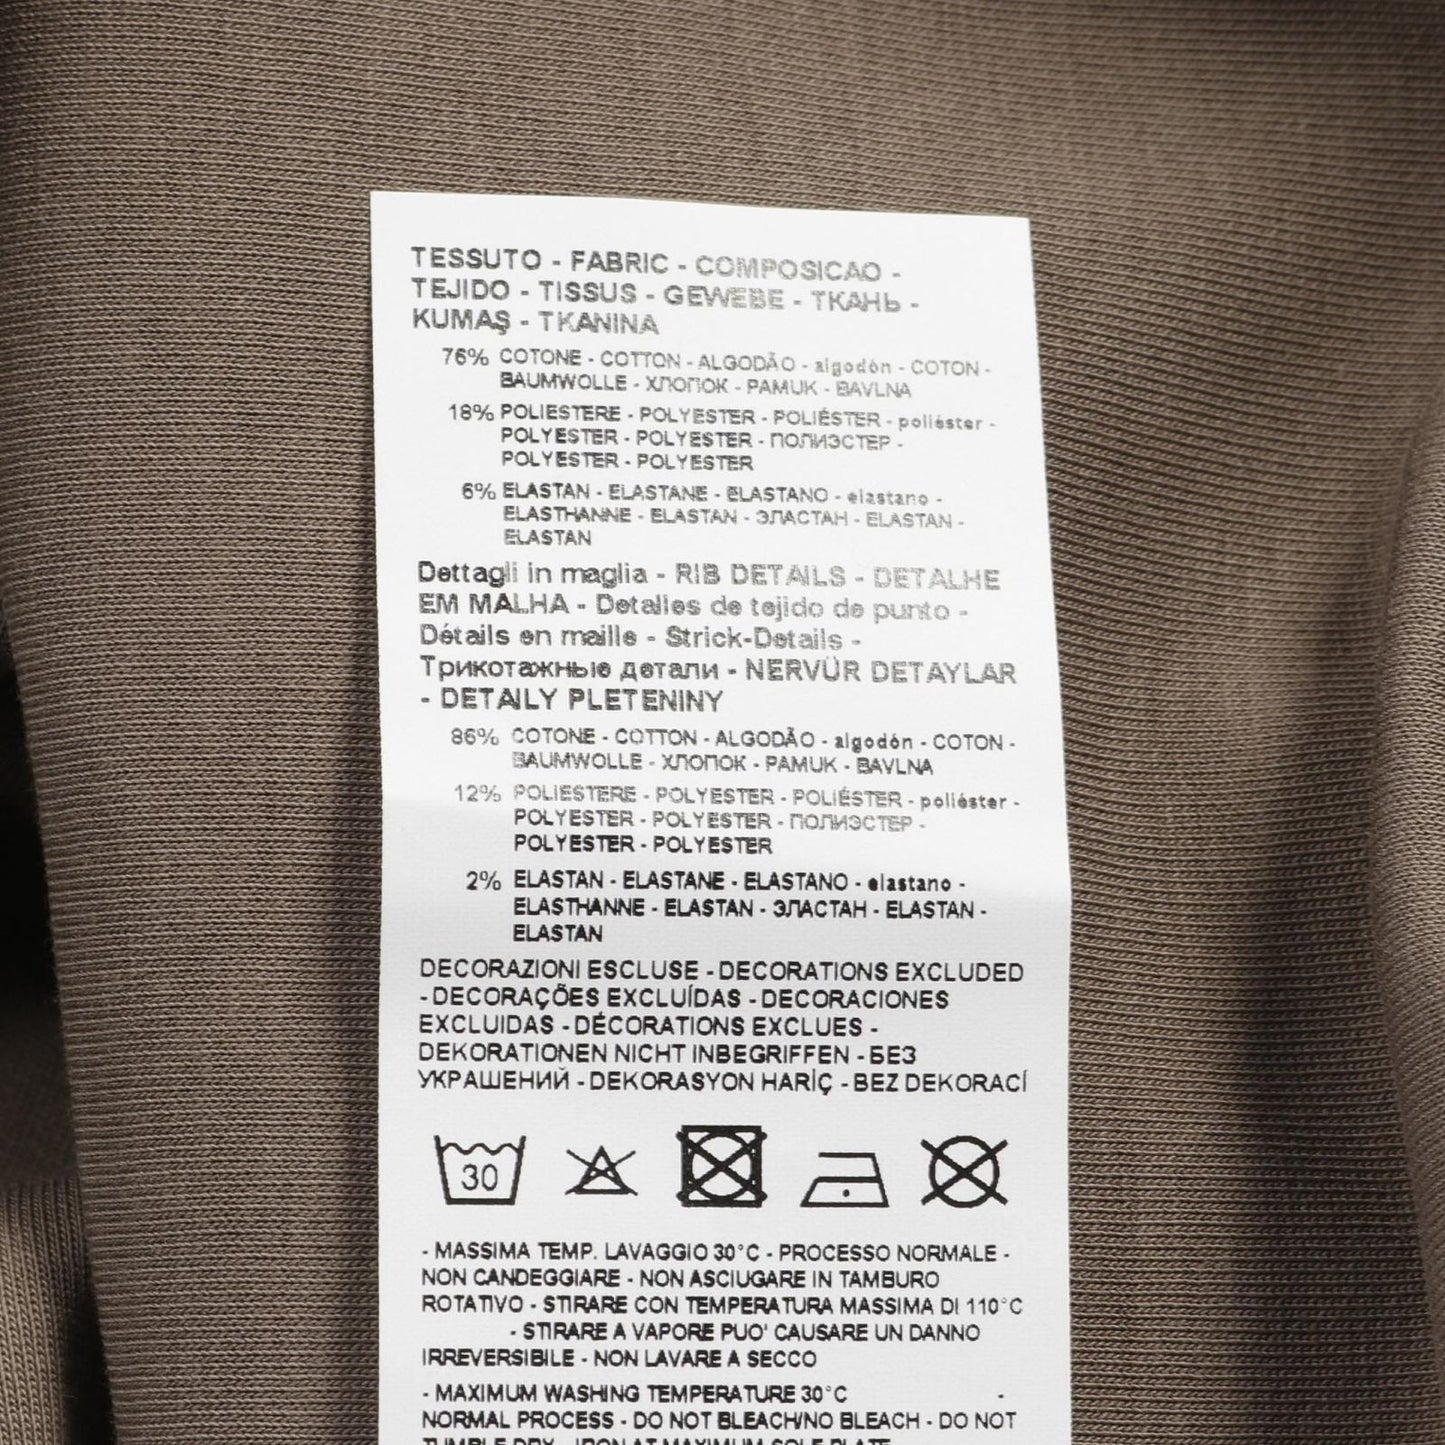 TESSUTO - FABRIC - COMPOSICAO -
TEJIDO - TISSUS - GEWEBE - ТКАНЬ -
KUMAŞ - TKANINA
76% COTONE - COTTON - ALGODÃO - algodón - COTON -
BAUMWOLLE - ХЛОПОК - PAMUK - BAVLNA
18% POLIESTERE - POLYESTER - POLIÉSTER - poliéster -
POLYESTER - POLYESTER - ПОЛИЭСТЕР -
POLYESTER - POLYESTER
6% ELASTAN - ELASTANE - ELASTANO - elastano -
ELASTHANNE - ELASTAN - ЭЛАСТАН - ELASTAN -
ELASTAN
Dettagli in maglia - RIB DETAILS - DETALHE
EM MALHA - Detalles de tejido de punto -
Détails en maille - Strick-Details -
Трикотажные детали - NERVÜR DETAYLAR
- DETAILY PLETENINY
86% COTONE - COTTON - ALGODÃO - algodón - COTON -
BAUMWOLLE - ХЛОПОК - PAMUK - BAVLNA
12% POLIESTERE - POLYESTER - POLIÉSTER - poliéster -
POLYESTER - POLYESTER - ПОЛИЭСТЕР -
POLYESTER - POLYESTER
2% ELASTAN - ELASTANE - ELASTANO - elastano -
ELASTHANNE - ELASTAN - ЭЛАСТАН - ELASTAN -
ELASTAN
DECORAZIONI ESCLUSE - DECORATIONS EXCLUDED
- DECORAÇÕES EXCLUÍDAS - DECORACIONES
EXCLUIDAS - DÉCORATIONS EXCLUES -
DEKORATIONEN NICHT INBEGRIFFEN - БЕЗ
УКРАШЕНИЙ - DEKORASYON HARİÇ - BEZ DEKORACÍ
30
- MASSIMA TEMP. LAVAGGIO 30°C - PROCESSO NORMALE -
NON CANDEGGIARE - NON ASCIUGARE IN TAMBURO
ROTATIVO - STIRARE CON TEMPERATURA MASSIMA DI 110°C
- STIRARE A VAPORE PUO' CAUSARE UN DANNO
IRREVERSIBILE - NON LAVARE A SECCO
- MAXIMUM WASHING TEMPERATURE 30°C -
NORMAL PROCESS - DO NOT BLEACH/NO BLEACH - DO NOT
TUMBLE DRY - IRON AT MAXIMUM SOLE PLATE